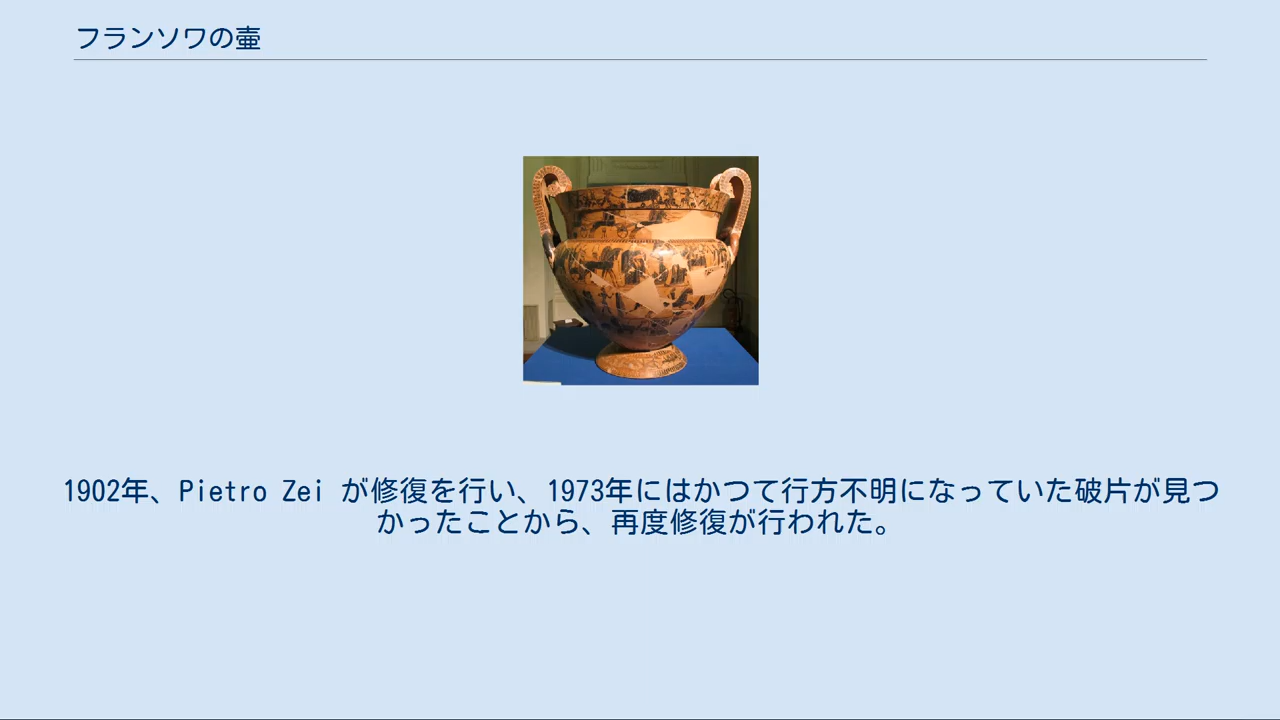 フランソワの壷
1902年、Pietro Zei が修復を行い、1973年にはかつて行方不明になっていた破片が見つ
かったことから、再度修復が行われた。